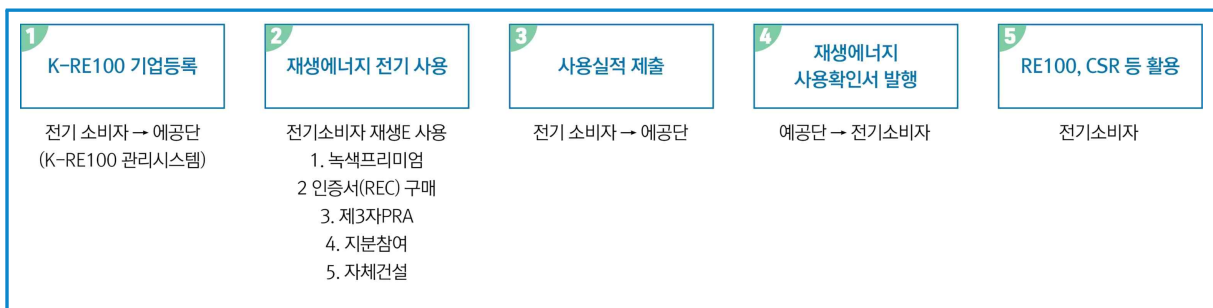 1
K-RE100 기업등록
전기 소비자 → 에공단
(K-RE100 관리시스템)
2
재생에너지 전기 사용
전기소비자 재생E 사용
1. 녹색프리미엄
2 인증서(REC) 구매
3. 제3자PRA
4. 지분참여
5. 자체건설
3
사용실적 제출
전기 소비자 → 에공단
4
재생에너지
사용확인서 발행
예공단 → 전기소비자
5
RE100, CSR 등 활용
전기소비자